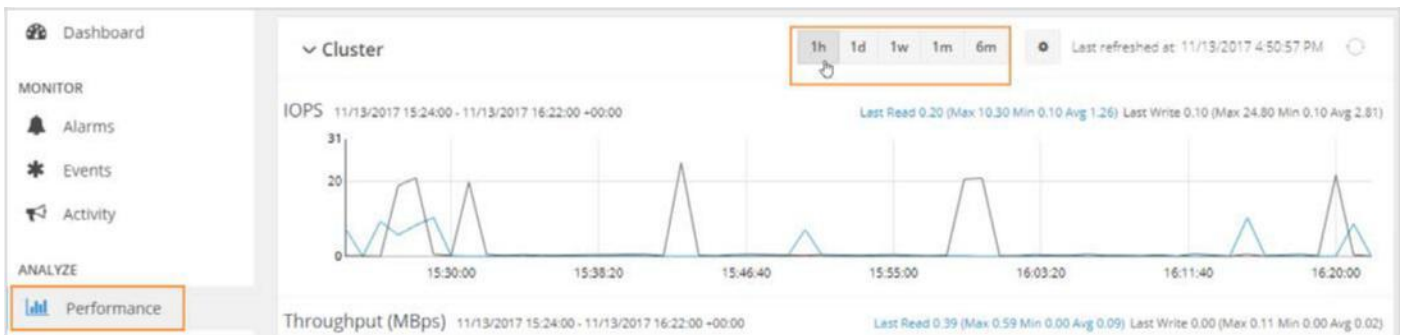 Dashboard
MONITOR
Alarms
Events
Activity
ANALYZE
Performance
Cluster
1h 1d 1w 1m 6m
Last refreshed at: 11/13/2017 4:50:57 PM
IOPS 11/13/2017 15:24:00 - 11/13/2017 16:22:00 +00:00
Last Read 0.20 (Max 10.30 Min 0.10 Avg 1.26) Last Write 0.10 (Max 24.80 Min 0.10 Avg 2.81)
31
20
0
15:30:00 15:38:20 15:46:40 15:55:00 16:03:20 16:11:40 16:20:00
Throughput (MBps) 11/13/2017 15:24:00 - 11/13/2017 16:22:00 +00:00
Last Read 0.39 (Max 0.59 Min 0.00 Avg 0.09) Last Write 0.00 (Max 0.11 Min 0.00 Avg 0.02)